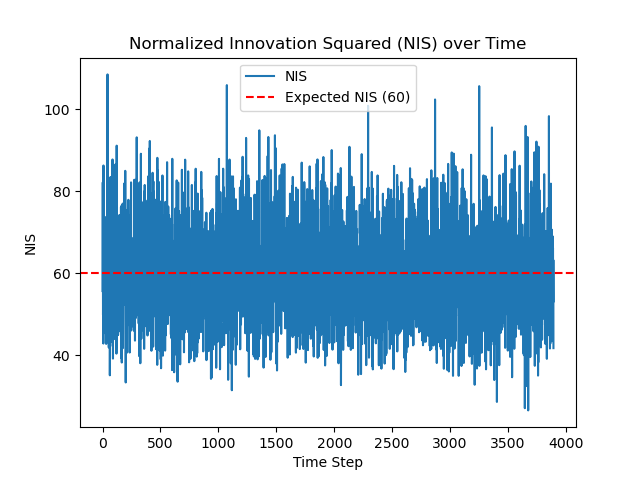 Normalized Innovation Squared (NIS) over Time
NIS
Expected NIS (60)
NIS
100
80
60
40
0
500
1000
1500
2000
2500
3000
3500
4000
Time Step